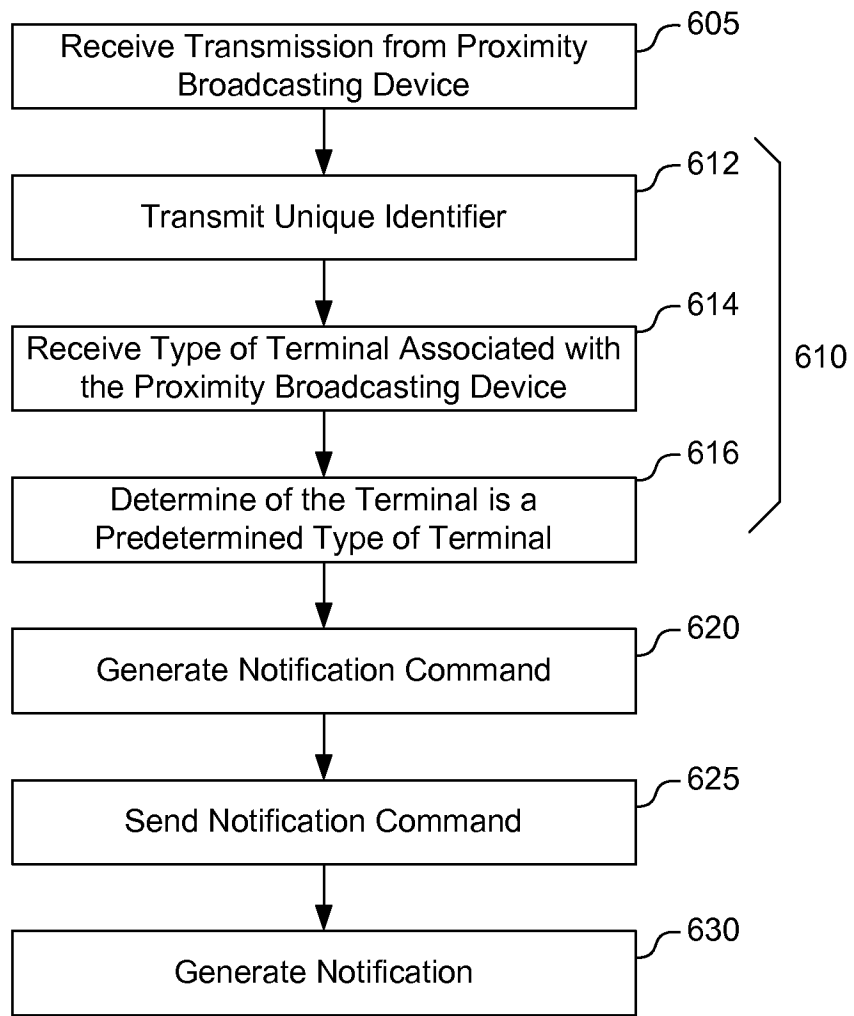 Receive Transmission from Proximity
Broadcasting Device
605
Transmit Unique Identifier
612
Receive Type of Terminal Associated with
the Proximity Broadcasting Device
614
610
Determine of the Terminal is a
Predetermined Type of Terminal
616
Generate Notification Command
620
Send Notification Command
625
Generate Notification
630